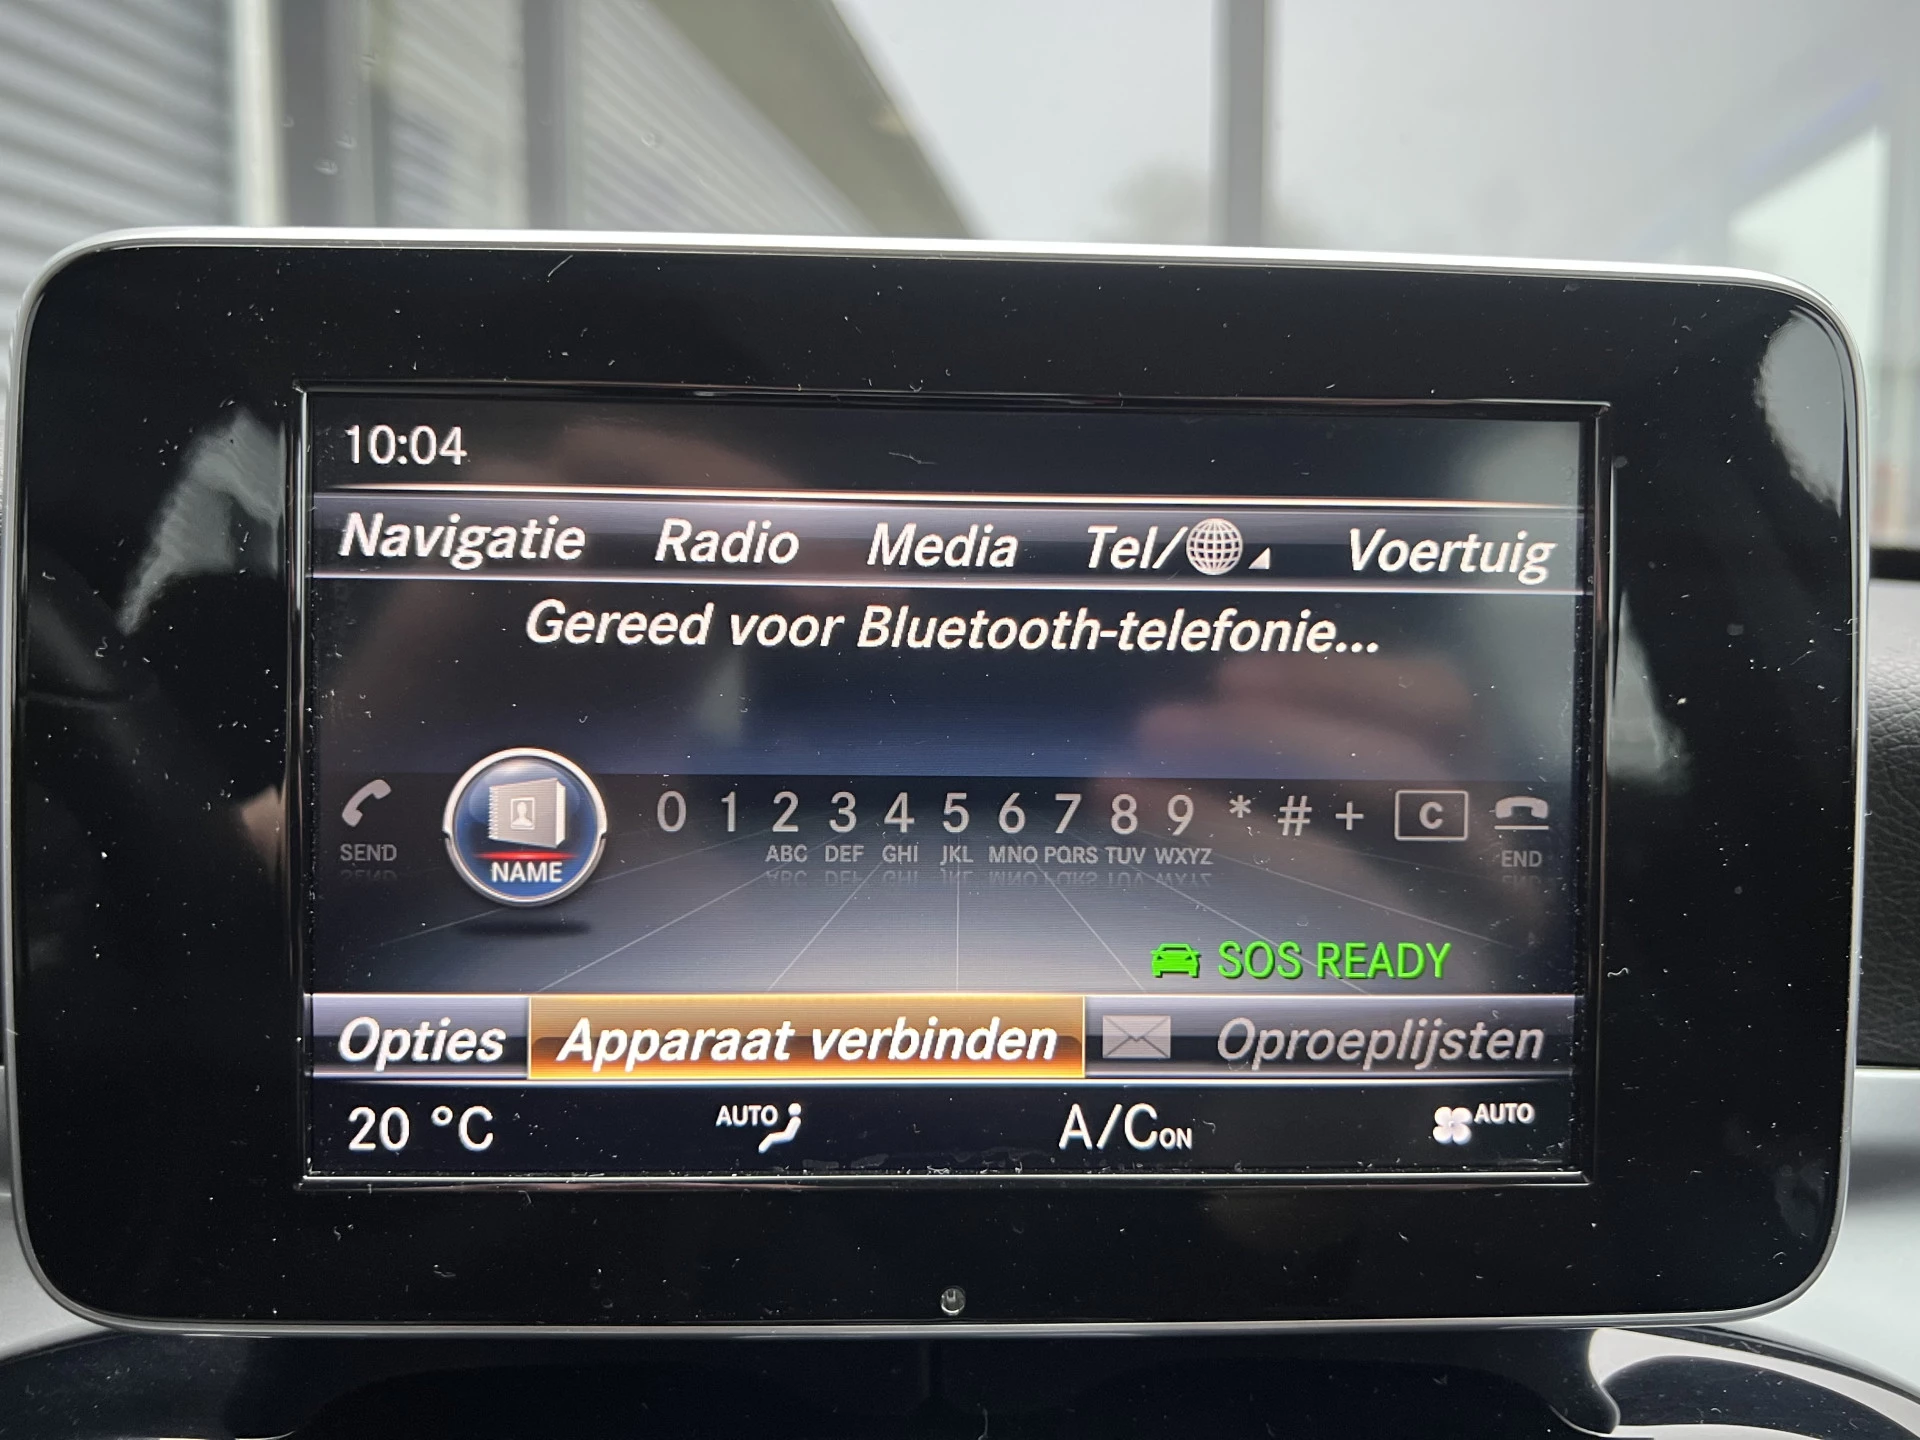 10:04
Navigatie Radio Media Tel/ Voertuig
Gereed voor Bluetooth-telefonie...
0 1 2 3 4 5 6 7 8 9 * # + C
SEND NAME ABC DEF GHI JKL MNO PQRS TUV WXYZ END
SOS READY
Opties Apparaat verbinden Oproeplijsten
20 °C AUTO A/C ON AUTO